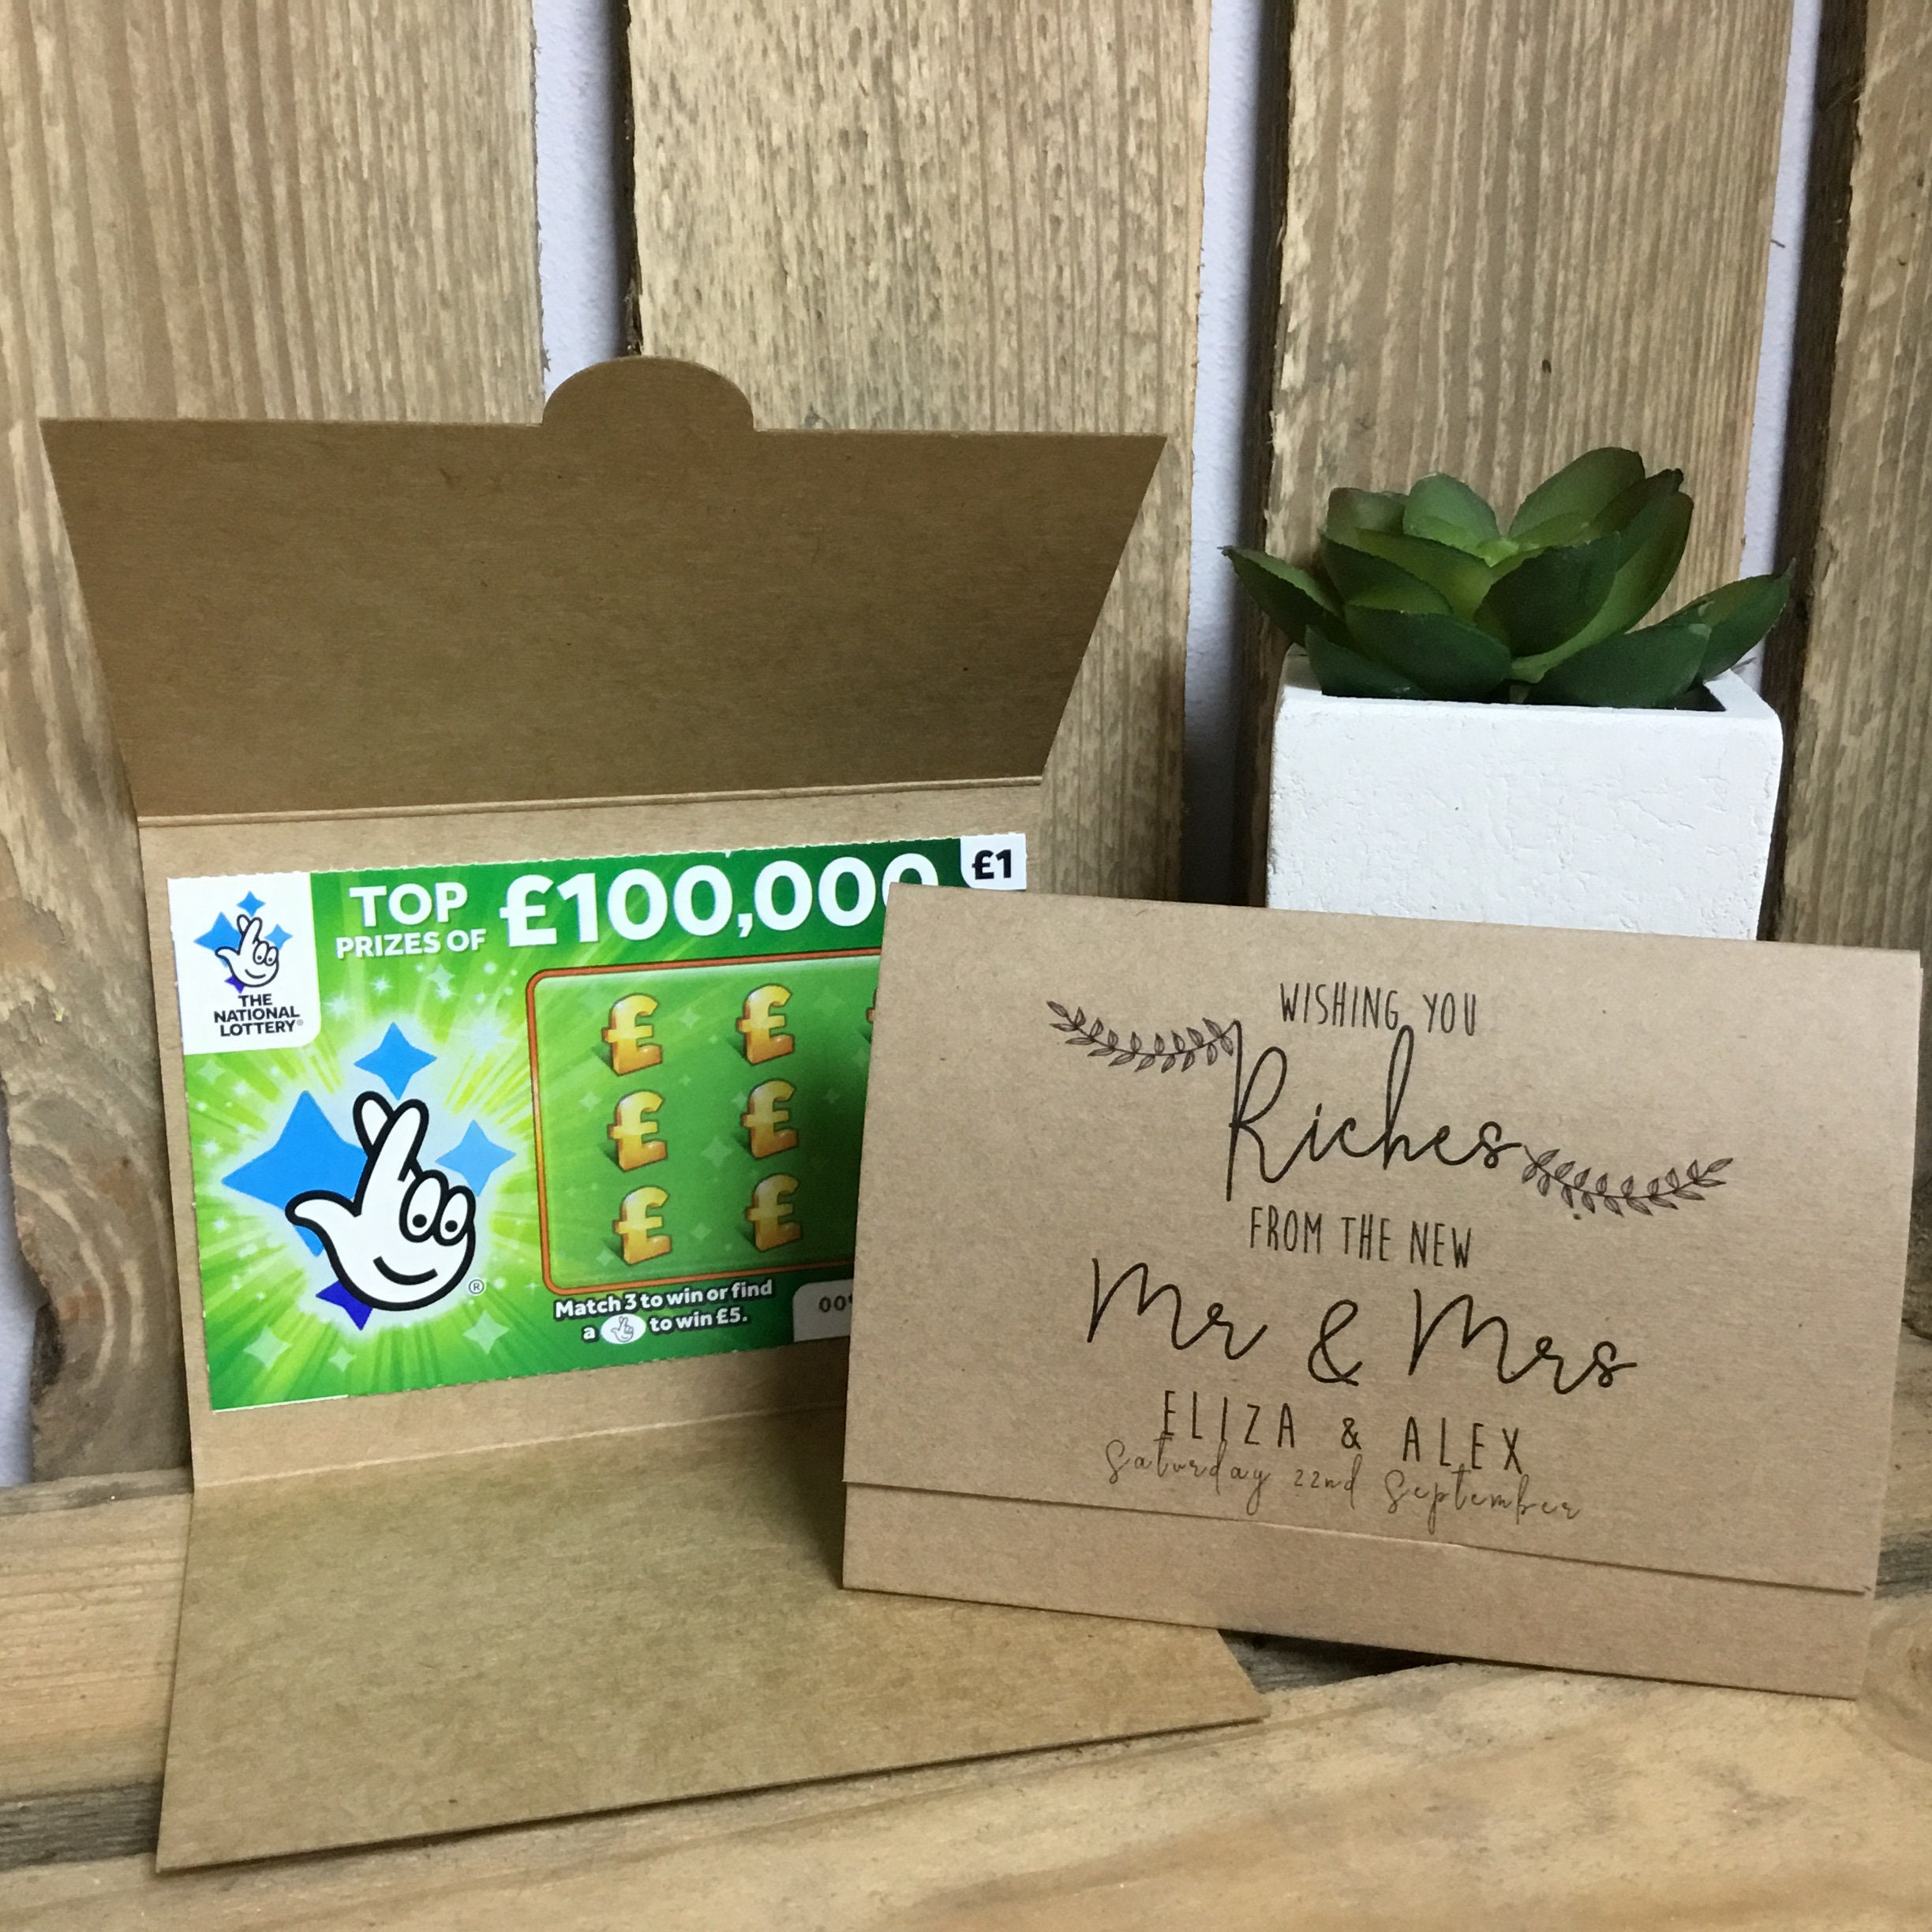 TOP
PRIZES OF
£100,000
£1
THE
NATIONAL
LOTTERY®
£ £
£ £
£ £
®
Match 3 to win or find
a to win £5.
00
WISHING YOU
Riches
FROM THE NEW
Mr & Mrs
ELIZA & ALEX
Saturday 22nd September